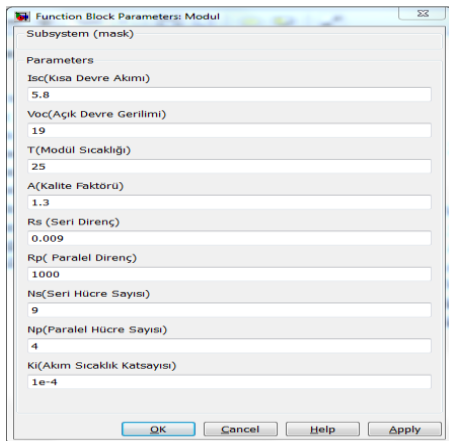 Function Block Parameters: Modul
Subsystem (mask)
Parameters
Isc(Kısa Devre Akımı)
5.8
Voc(Açık Devre Gerilimi)
19
T(Modül Sıcaklığı)
25
A(Kalite Faktörü)
1.3
Rs (Seri Direnç)
0.009
Rp( Paralel Direnç)
1000
Ns(Seri Hücre Sayısı)
9
Np(Paralel Hücre Sayısı)
4
Ki(Akım Sıcaklık Katsayısı)
1e-4
OK Cancel Help Apply